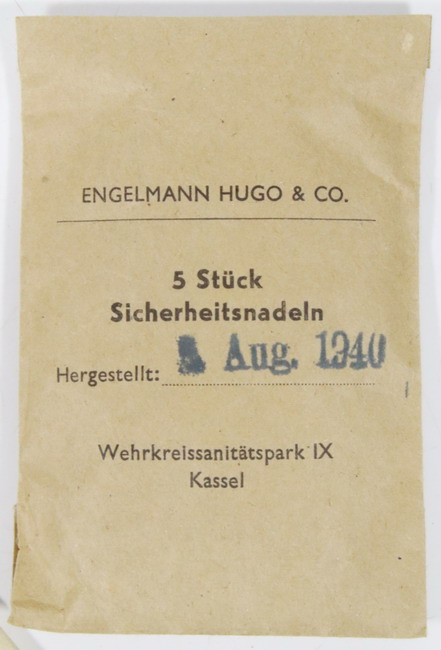 ENGELMANN HUGO & CO.
5 Stück
Sicherheitsnadeln
Hergestellt: Aug. 1940
Wehrkreissanitätspark IX
Kassel